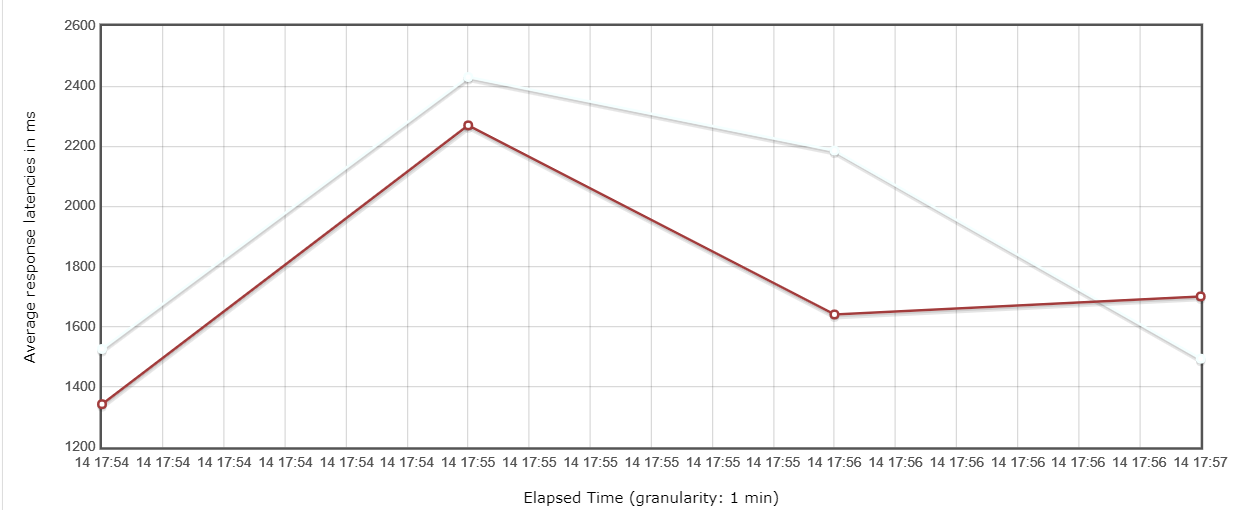 2600
2400
2200
2000
1800
1600
1400
1200
Average response latencies in ms
14 17:54 14 17:54 14 17:54 14 17:54 14 17:54 14 17:54 14 17:55 14 17:55 14 17:55 14 17:55 14 17:55 14 17:55 14 17:56 14 17:56 14 17:56 14 17:56 14 17:56 14 17:56 14 17:57
Elapsed Time (granularity: 1 min)